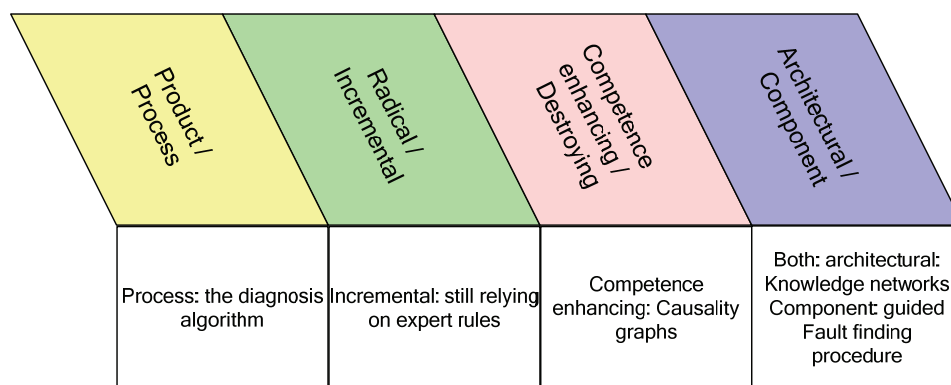 Product /
Process
Radical /
Incremental
Competence
enhancing /
Destroying
Architectural /
Component
Process: the diagnosis
algorithm
Incremental: still relying
on expert rules
Competence
enhancing: Causality
graphs
Both: architectural:
Knowledge networks
Component: guided
Fault finding
procedure